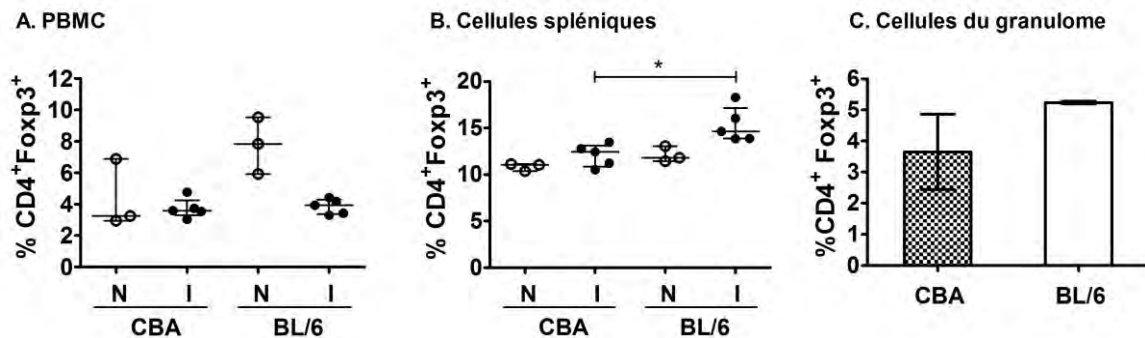 A. PBMC
% CD4+Foxp3+
12
10
8
6
4
2
0
N I N I
CBA BL/6
B. Cellules spléniques
% CD4+Foxp3+
20
15
10
5
0
*
N I N I
CBA BL/6
C. Cellules du granulome
%CD4+ Foxp3+
6
5
4
3
2
1
0
CBA BL/6